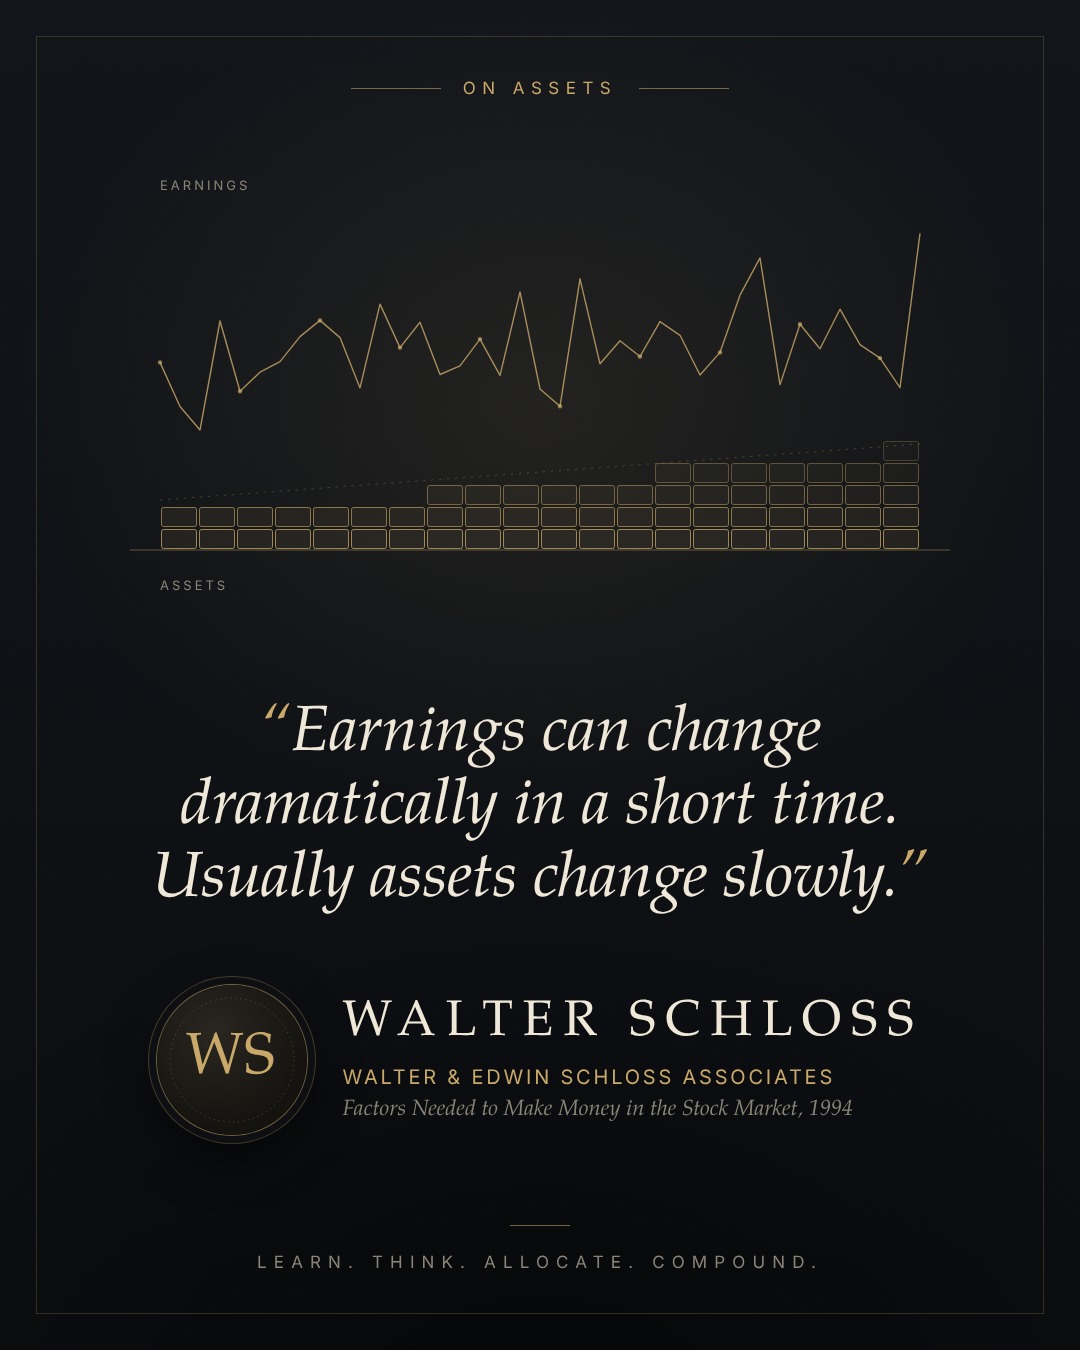 ON ASSETS
EARNINGS
ASSETS
“Earnings can change
dramatically in a short time.
Usually assets change slowly.”
WS
WALTER SCHLOSS
WALTER & EDWIN SCHLOSS ASSOCIATES
Factors Needed to Make Money in the Stock Market, 1994
LEARN. THINK. ALLOCATE. COMPOUND.